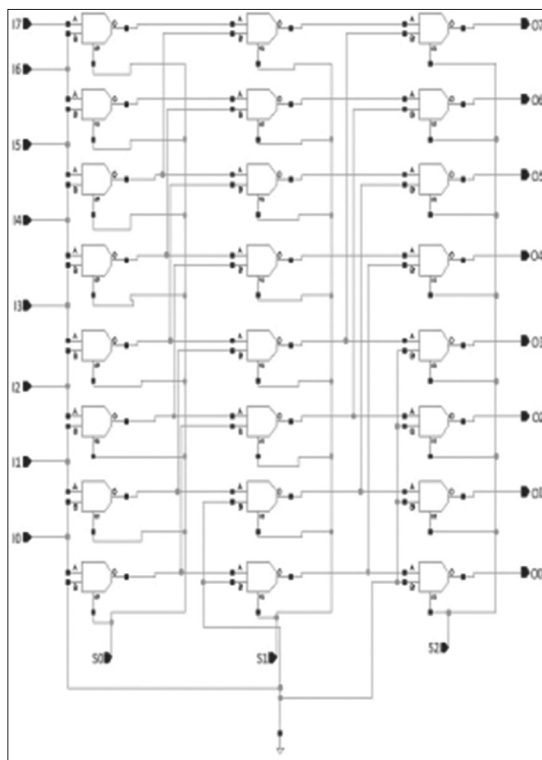 I7 A B O S A B O S A B O S O7
I6 A B O S A B O S A B O S O6
I5 A B O S A B O S A B O S O5
I4 A B O S A B O S A B O S O4
I3 A B O S A B O S A B O S O3
I2 A B O S A B O S A B O S O2
I1 A B O S A B O S A B O S O1
I0 A B O S A B O S A B O S O0
S0 S1 S2